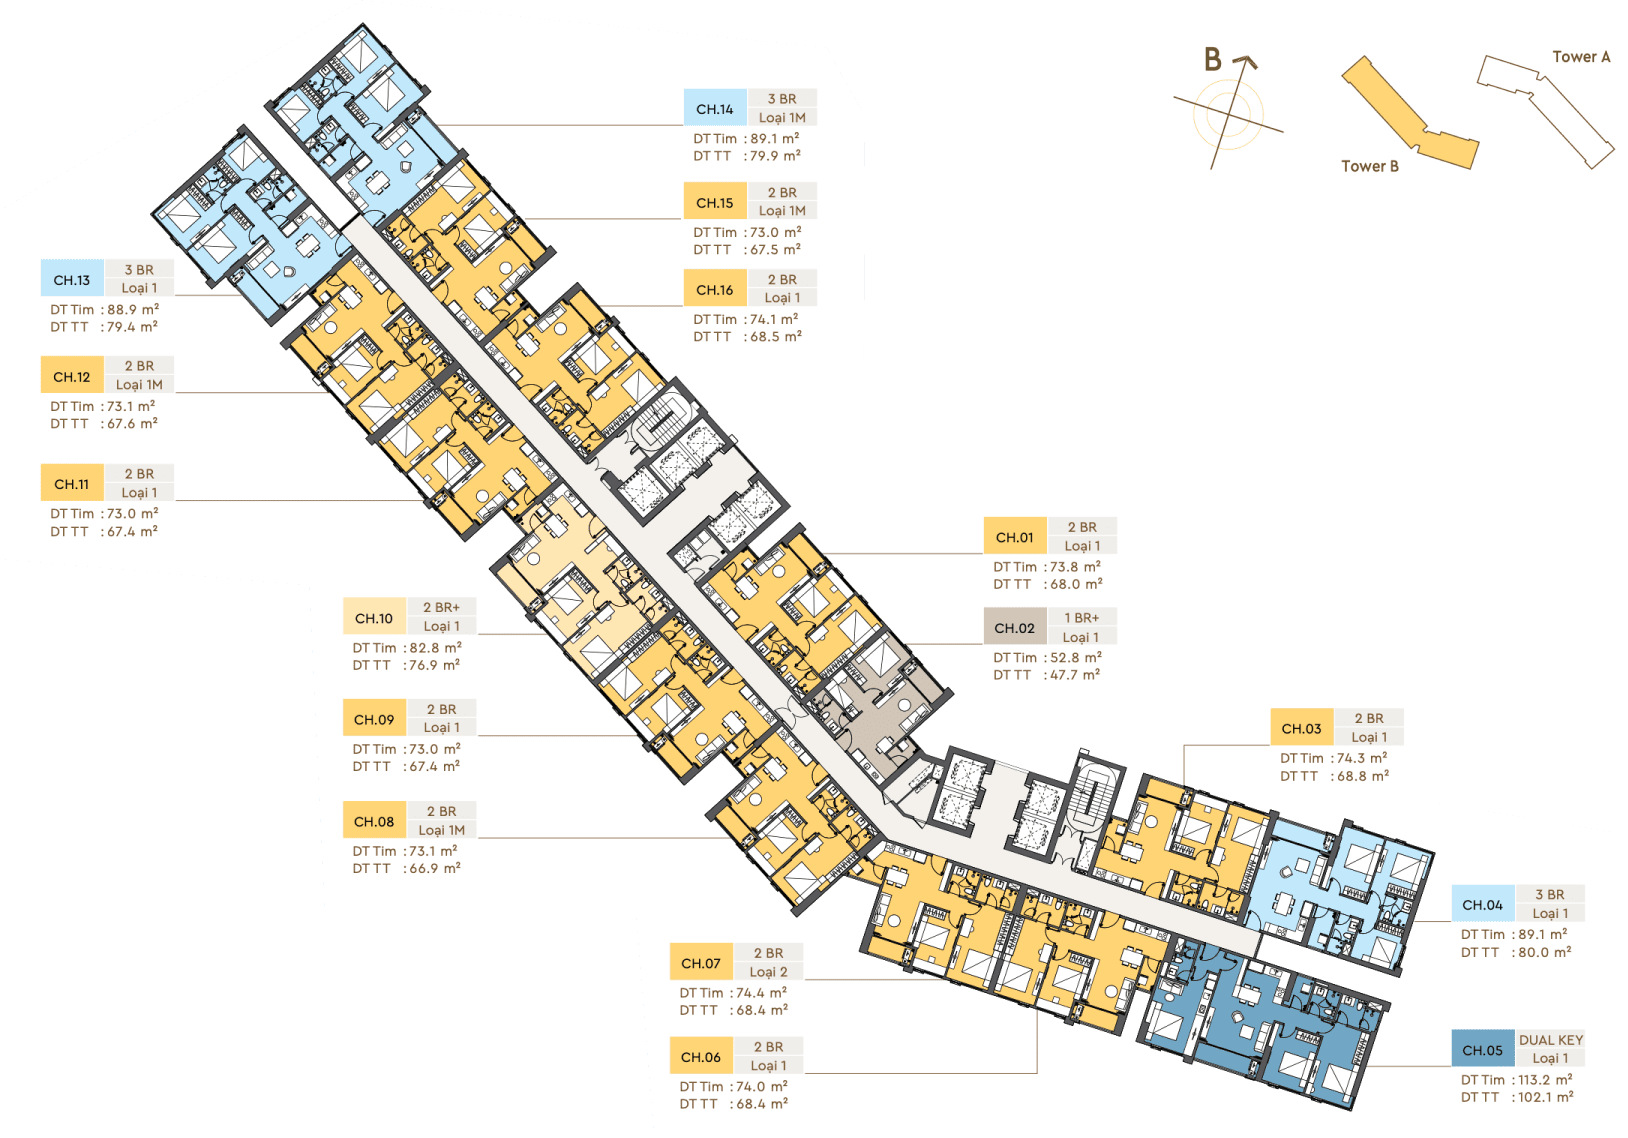 B
Tower A
Tower B
CH.14
3 BR
Loại 1M
DT Tim : 89.1 m²
DT TT : 79.9 m²
CH.15
2 BR
Loại 1M
DT Tim : 73.0 m²
DT TT : 67.5 m²
CH.16
2 BR
Loại 1
DT Tim : 74.1 m²
DT TT : 68.5 m²
CH.13
3 BR
Loại 1
DT Tim : 88.9 m²
DT TT : 79.4 m²
CH.12
2 BR
Loại 1M
DT Tim : 73.1 m²
DT TT : 67.6 m²
CH.11
2 BR
Loại 1
DT Tim : 73.0 m²
DT TT : 67.4 m²
CH.01
2 BR
Loại 1
DT Tim : 73.8 m²
DT TT : 68.0 m²
CH.02
1 BR+
Loại 1
DT Tim : 52.8 m²
DT TT : 47.7 m²
CH.10
2 BR+
Loại 1
DT Tim : 82.8 m²
DT TT : 76.9 m²
CH.09
2 BR
Loại 1
DT Tim : 73.0 m²
DT TT : 67.4 m²
CH.08
2 BR
Loại 1M
DT Tim : 73.1 m²
DT TT : 66.9 m²
CH.03
2 BR
Loại 1
DT Tim : 74.3 m²
DT TT : 68.8 m²
CH.04
3 BR
Loại 1
DT Tim : 89.1 m²
DT TT : 80.0 m²
CH.07
2 BR
Loại 2
DT Tim : 74.4 m²
DT TT : 68.4 m²
CH.06
2 BR
Loại 1
DT Tim : 74.0 m²
DT TT : 68.4 m²
CH.05
DUAL KEY
Loại 1
DT Tim : 113.2 m²
DT TT : 102.1 m²